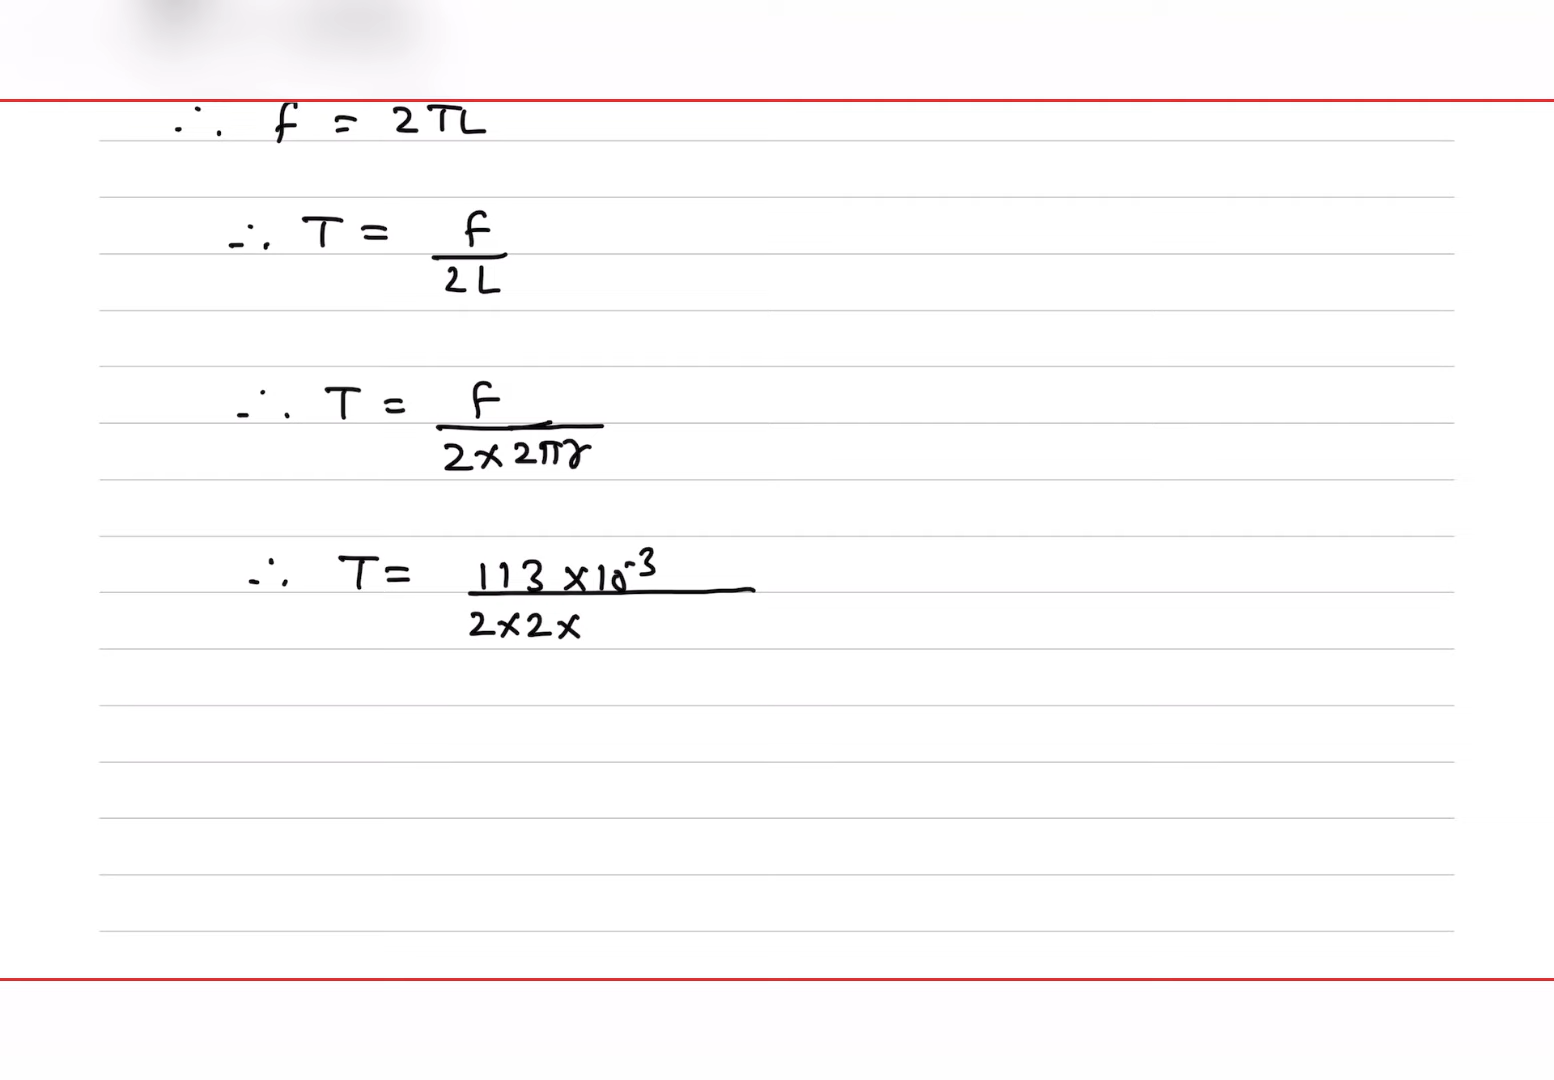 ∴ f = 2TL
∴ T = f / 2L
∴ T = f / 2×2πr
∴ T = 113 ×10⁻³ / 2×2×